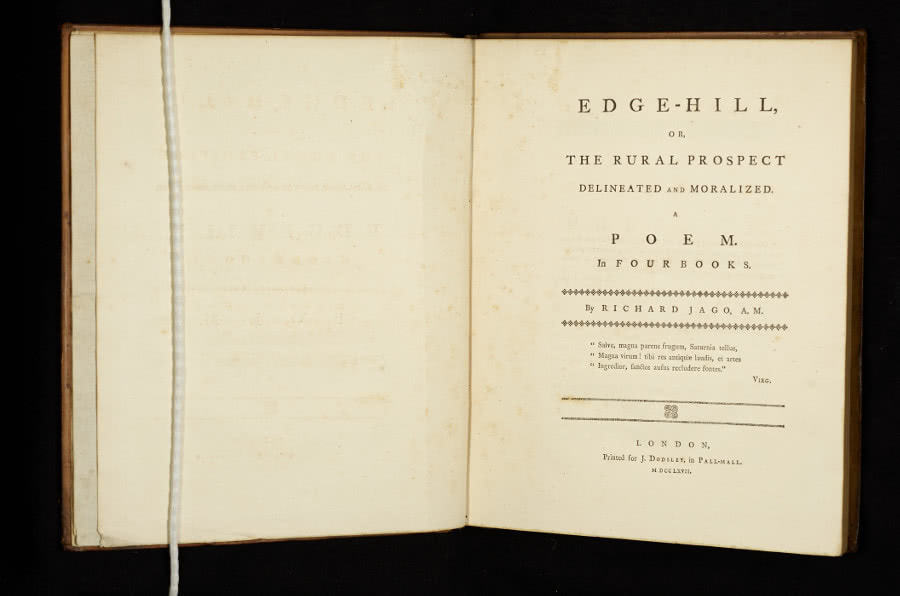 EDGE-HILL,
OR,
THE RURAL PROSPECT
DELINEATED AND MORALIZED.
A
POEM.
In FOUR BOOKS.
By RICHARD JAGO, A.M.
" Salve, magna parens frugum, Saturnia tellus,
" Magna virum! tibi res antiquæ laudis, et artes
" Ingredior, sanctos ausus recludere fontes."
VIRG.
LONDON,
Printed for J. DODSLEY, in PALL-MALL.
MDCCLXVII.